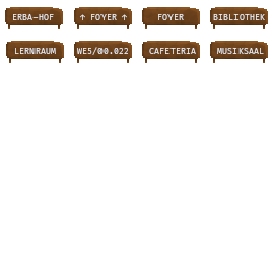 ERBA-HOF
↑ FOYER ↑
FOYER
BIBLIOTHEK
LERNRAUM
WE5/00.022
CAFETERIA
MUSIKSAAL